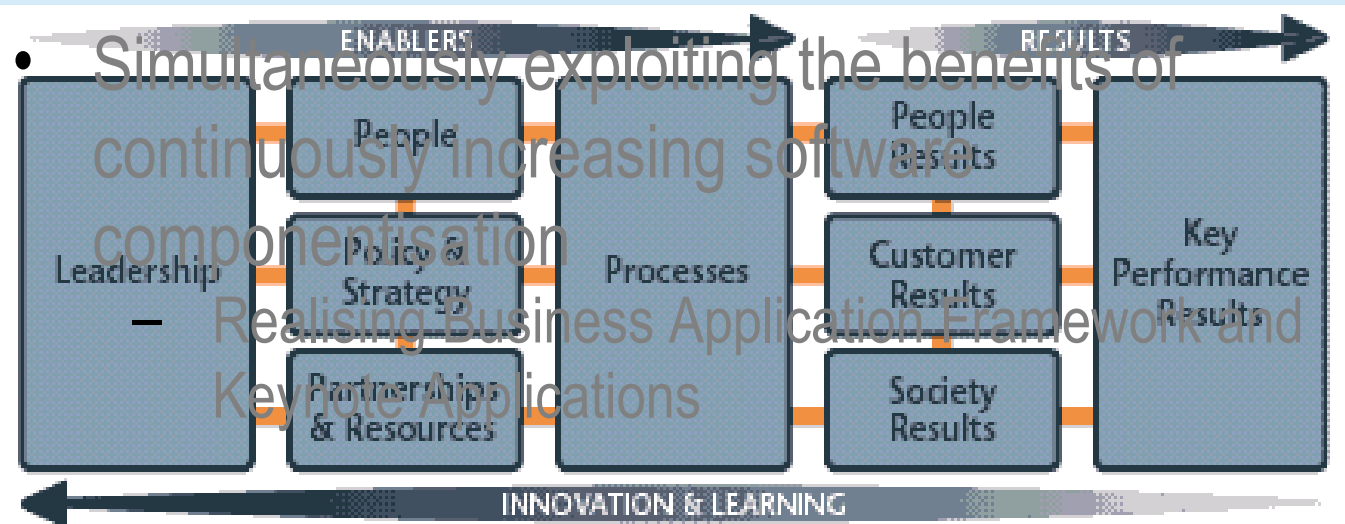 ENABLERS
RESULTS
• Simultaneously exploiting the benefits of
continuously increasing software
componentisation
– Realising Business Application Framework and
Keynote Applications
Leadership
People
Policy &
Strategy
Partnerships
& Resources
Processes
People
Results
Customer
Results
Society
Results
Key
Performance
Results
INNOVATION & LEARNING